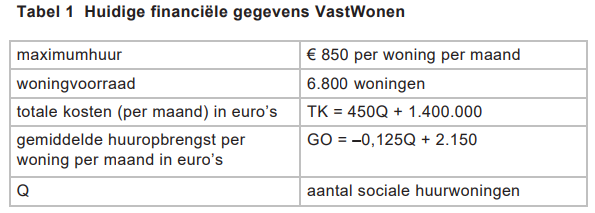 Tabel 1 Huidige financiële gegevens VastWonen
maximumhuur € 850 per woning per maand
woningvoorraad 6.800 woningen
totale kosten (per maand) in euro's TK = 450Q + 1.400.000
gemiddelde huuropbrengst per GO = –0,125Q + 2.150
woning per maand in euro's
Q aantal sociale huurwoningen